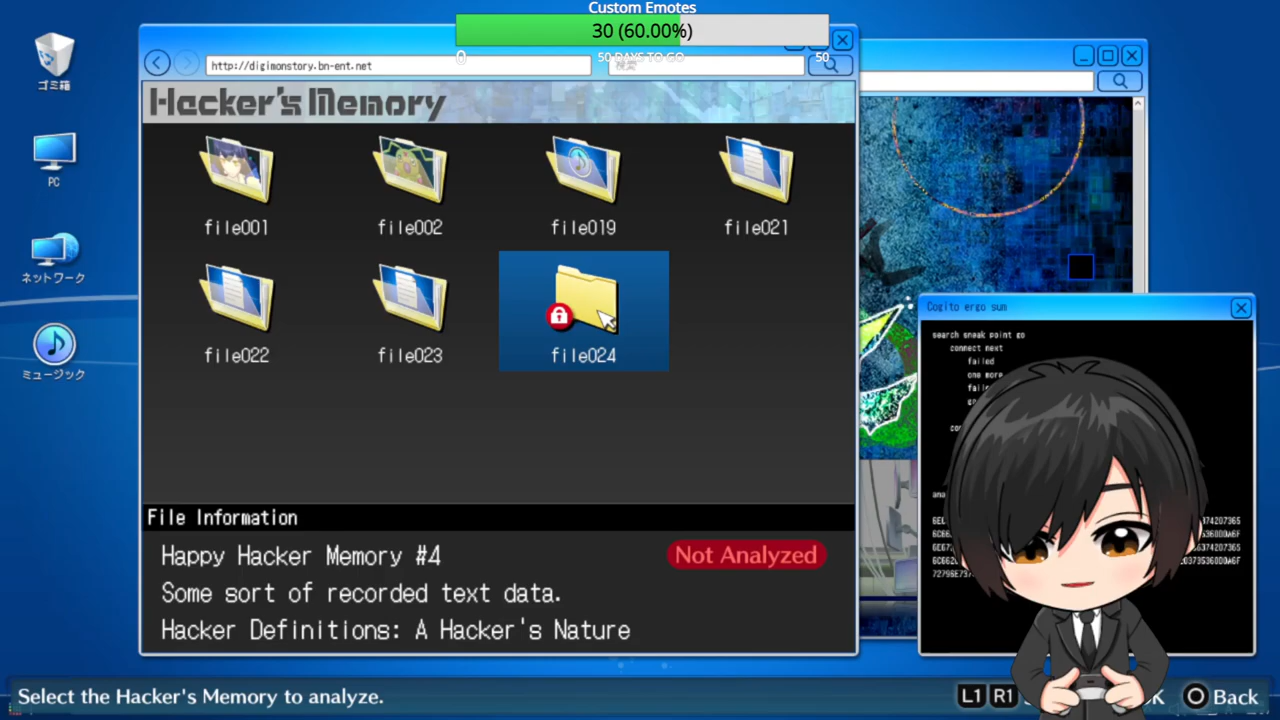 Custom Emotes
30 (60.00%)
0
50 DAYS TO GO
50
ゴミ箱
http://digimonstory.bn-ent.net
検索
Hacker's Memory
file001
file002
file019
file021
PC
ネットワーク
file022
file023
file024
ミュージック
Cogito ergo sum
search sneak point go
connect next
failed
one more
File Information
Happy Hacker Memory #4
Not Analyzed
Some sort of recorded text data.
Hacker Definitions: A Hacker's Nature
Select the Hacker's Memory to analyze.
L1 R1
Back